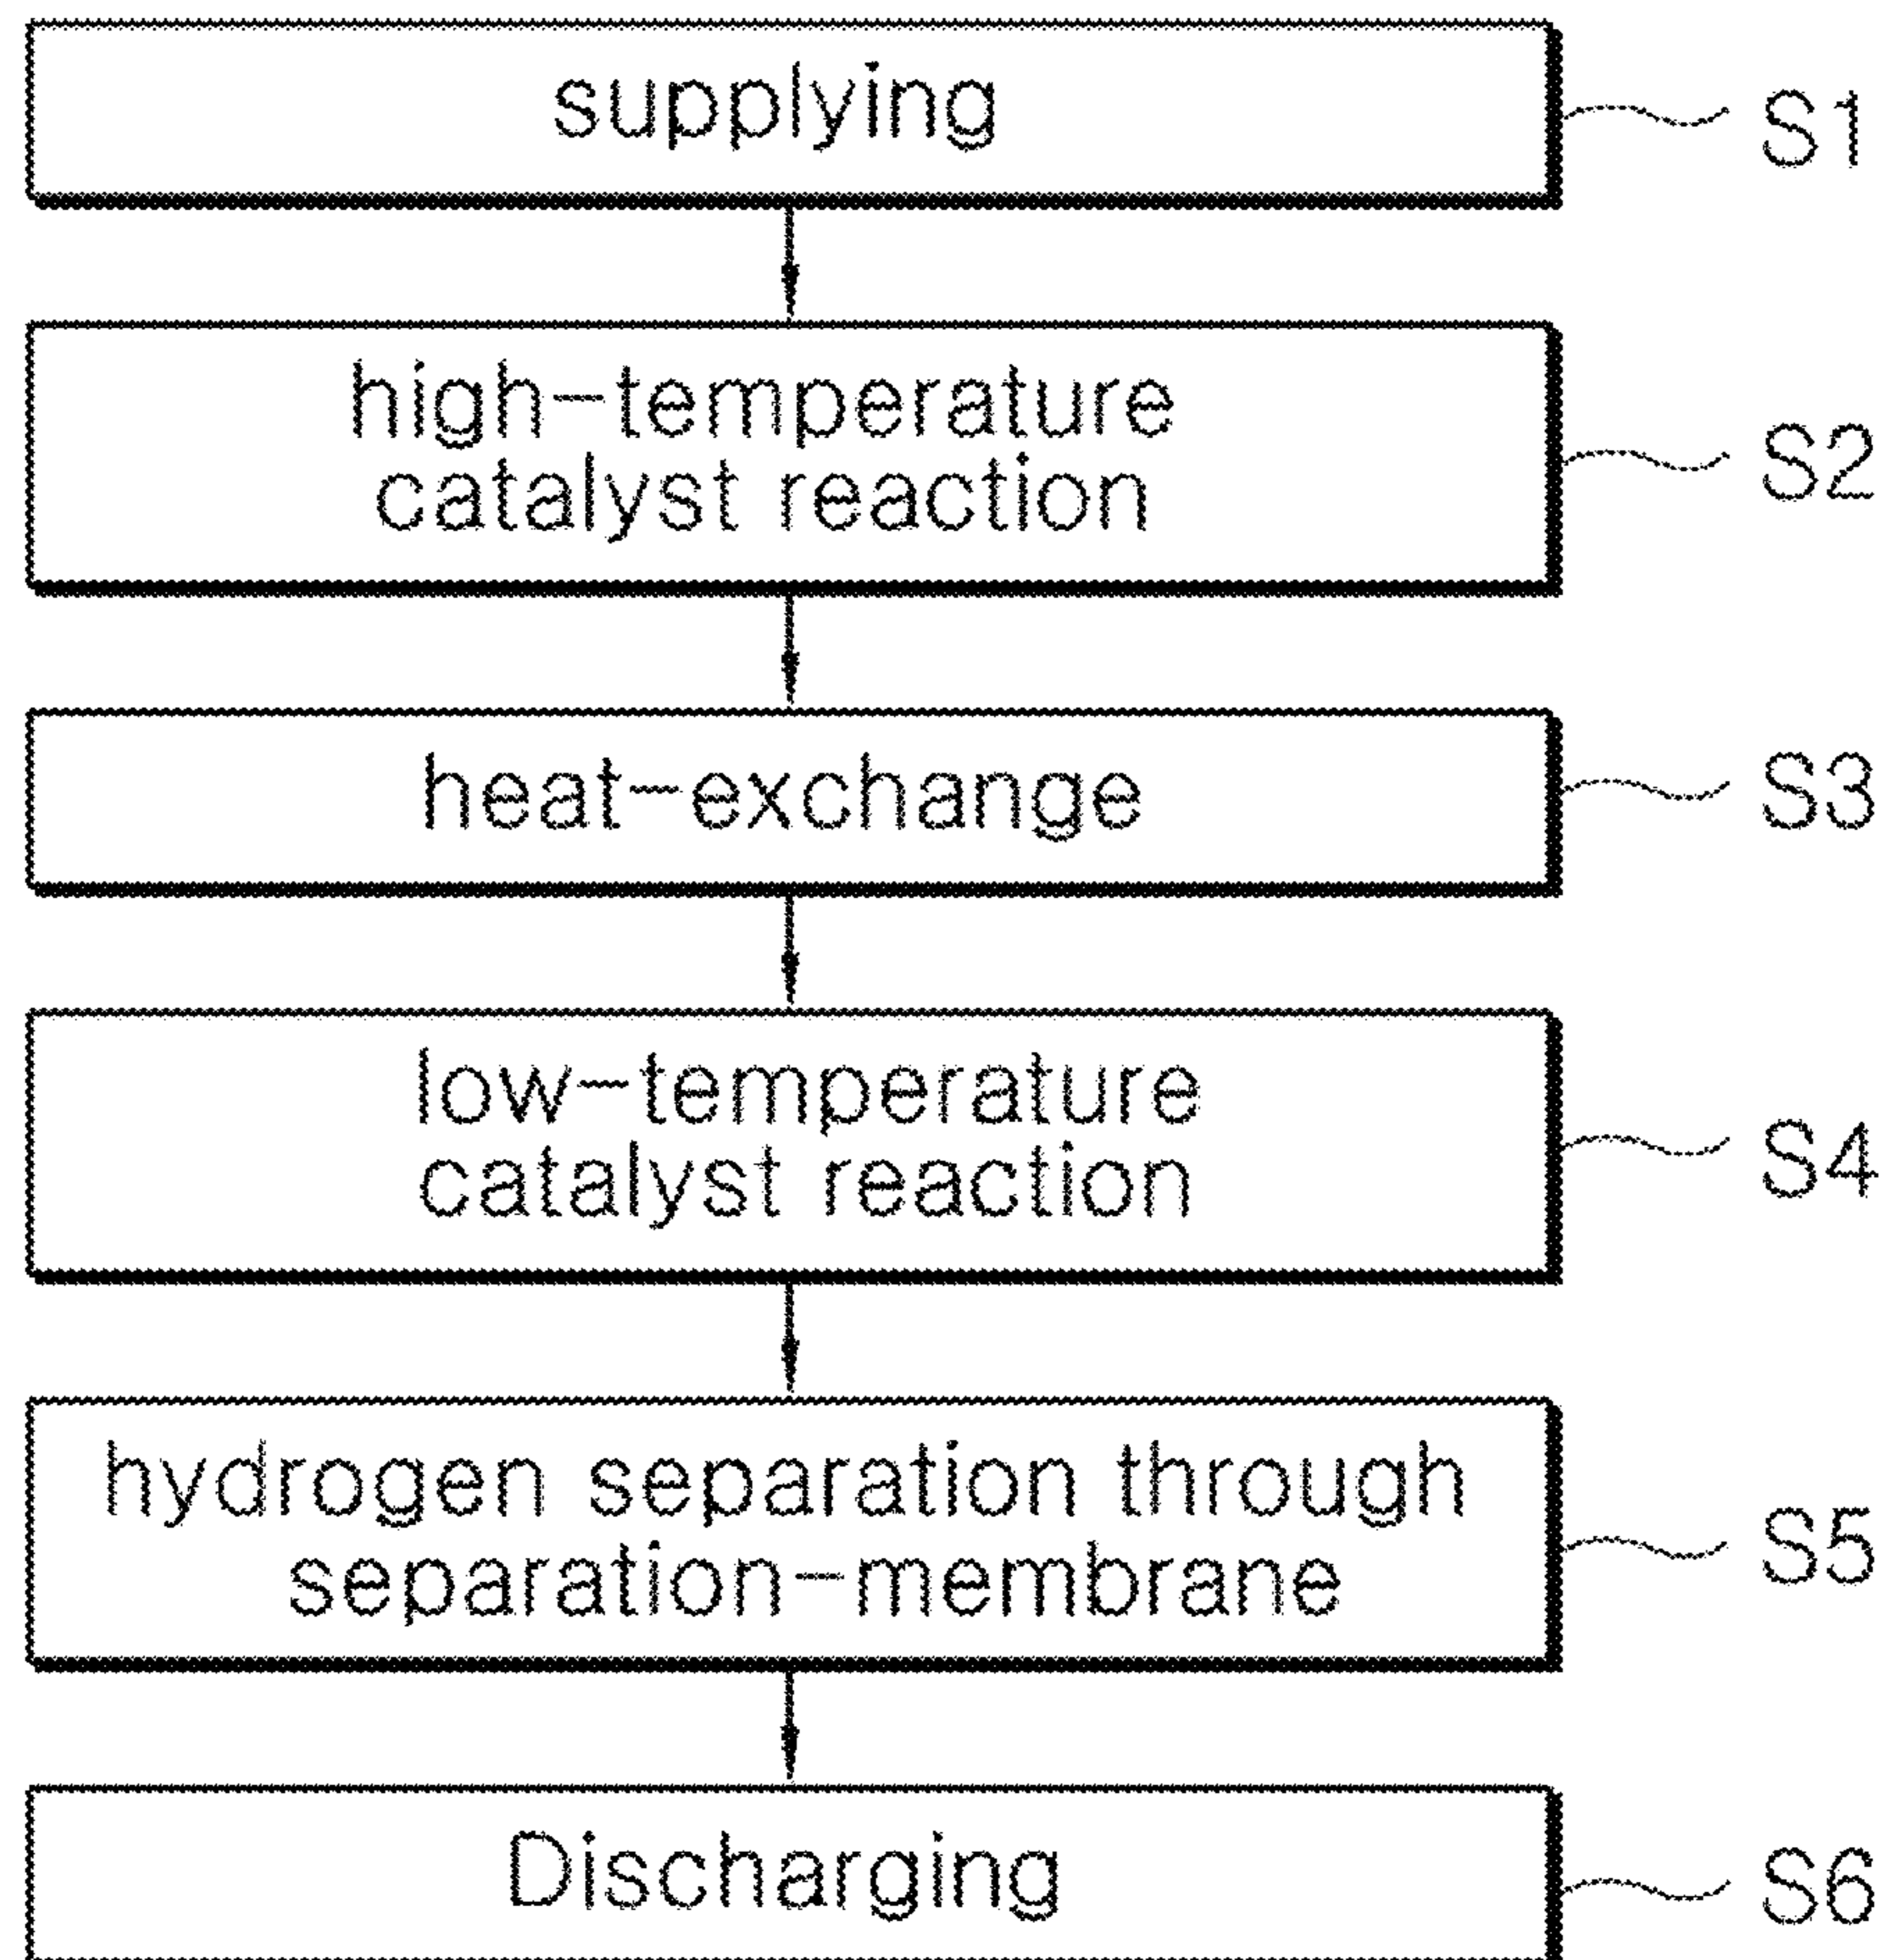 supplying
S1
high-temperature
catalyst reaction
S2
heat-exchange
S3
low-temperature
catalyst reaction
S4
hydrogen separation through
separation-membrane
S5
Discharging
S6